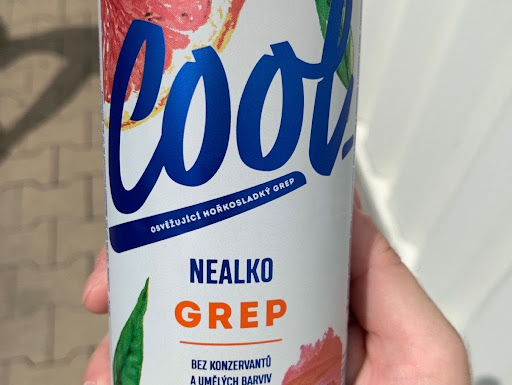 Cool
OSVĚŽUJÍCÍ HOŘKOSLADKÝ GREP
NEALKO
GREP
BEZ KONZERVANTŮ
A UMĚLÝCH BARVIV